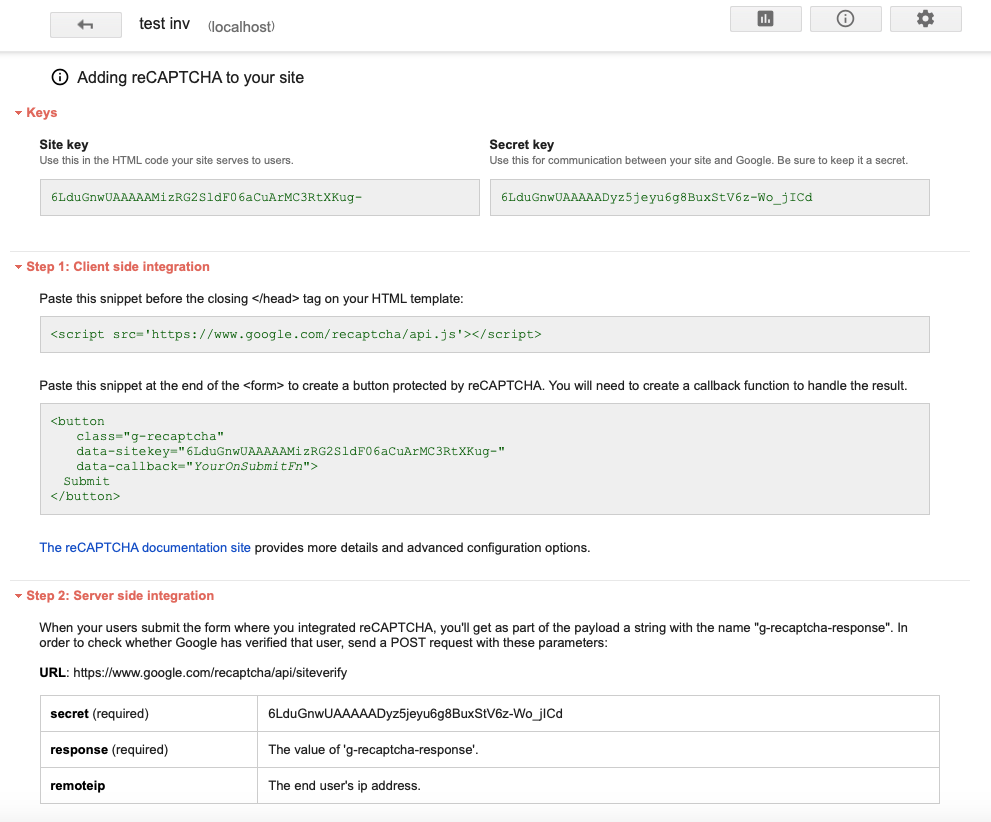 test inv (localhost)
Adding reCAPTCHA to your site
Keys
Site key
Use this in the HTML code your site serves to users.
6LduGnwUAAAAAMizRG2SldF06aCuArMC3RtXKug-
Secret key
Use this for communication between your site and Google. Be sure to keep it a secret.
6LduGnwUAAAAADyz5jeyu6g8BuxStV6z-Wo_jICd
Step 1: Client side integration
Paste this snippet before the closing </head> tag on your HTML template:
<script src='https://www.google.com/recaptcha/api.js'></script>
Paste this snippet at the end of the <form> to create a button protected by reCAPTCHA. You will need to create a callback function to handle the result.
<button
class="g-recaptcha"
data-sitekey="6LduGnwUAAAAAMizRG2SldF06aCuArMC3RtXKug-"
data-callback="YourOnSubmitFn">
Submit
</button>
The reCAPTCHA documentation site provides more details and advanced configuration options.
Step 2: Server side integration
When your users submit the form where you integrated reCAPTCHA, you'll get as part of the payload a string with the name "g-recaptcha-response". In
order to check whether Google has verified that user, send a POST request with these parameters:
URL: https://www.google.com/recaptcha/api/siteverify
secret (required) 6LduGnwUAAAAADyz5jeyu6g8BuxStV6z-Wo_jICd
response (required) The value of 'g-recaptcha-response'.
remoteip The end user's ip address.